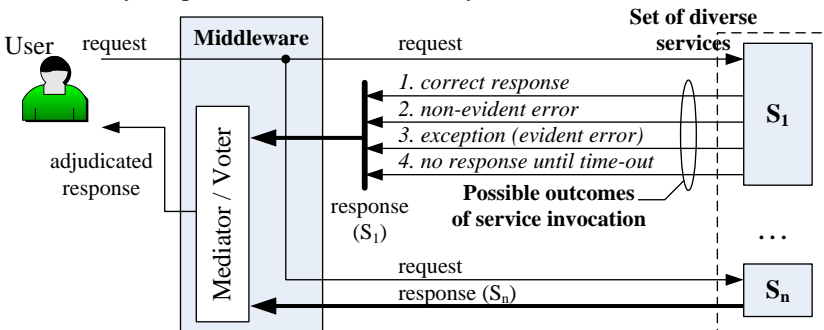 Set of diverse
services
User
request
Middleware
request
1. correct response
2. non-evident error
3. exception (evident error)
4. no response until time-out
S1
Mediator / Voter
adjudicated
response
response
(S1)
Possible outcomes
of service invocation
...
request
response (Sn)
Sn